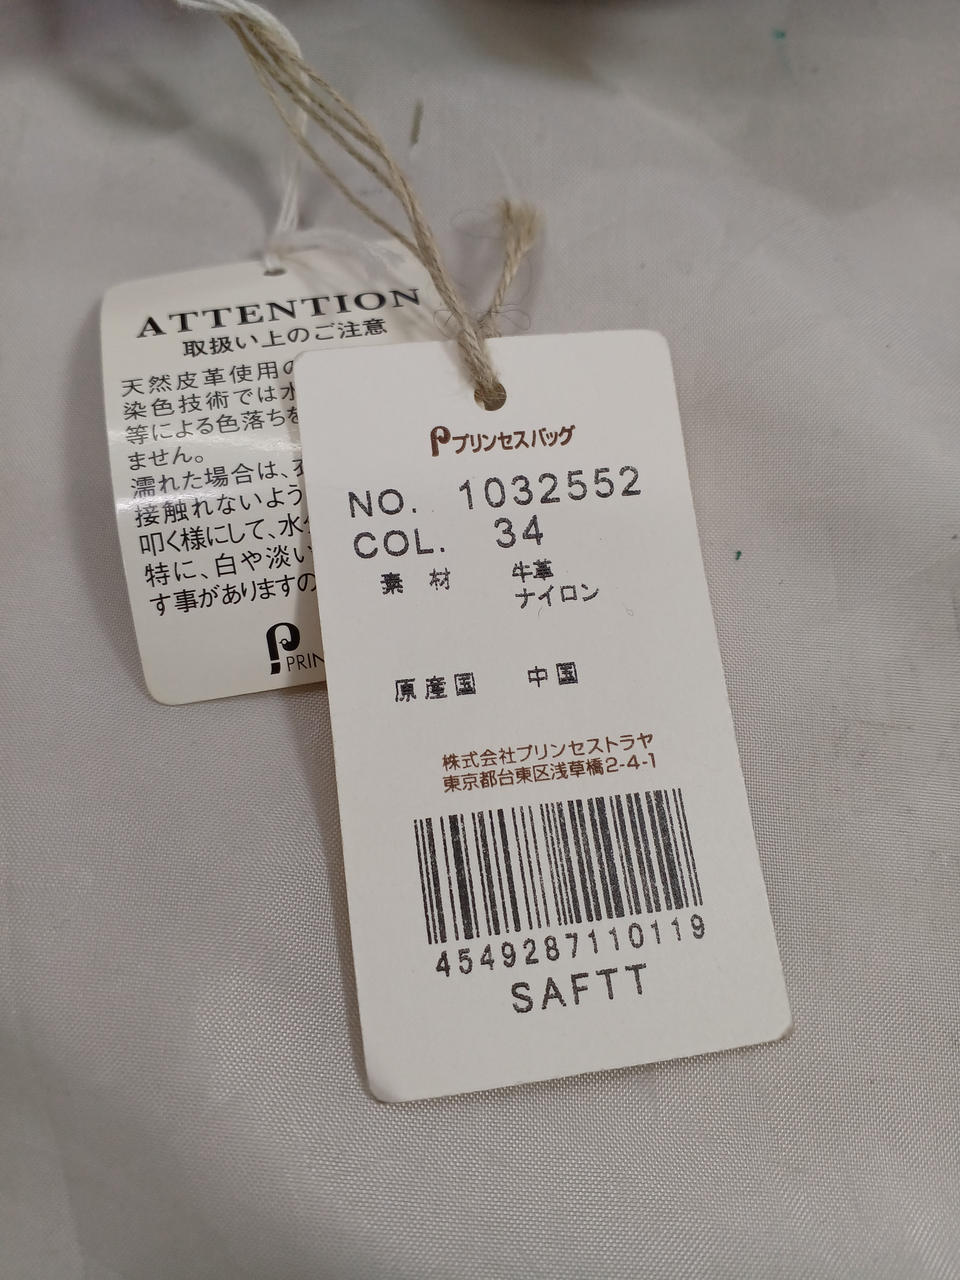 ATTENTION
取扱い上のご注意
天然皮革使用の
染色技術では水
等による色落ちを
ません。
濡れた場合は、衣
接触れないよう
叩く様にして、水分
特に、白や淡い
す事がありますの
PRIN
プリンセスバッグ
NO. 1032552
COL. 34
素材 牛革
ナイロン
原産国 中国
株式会社プリンセストラヤ
東京都台東区浅草橋2-4-1
4549287110119
SAFTT